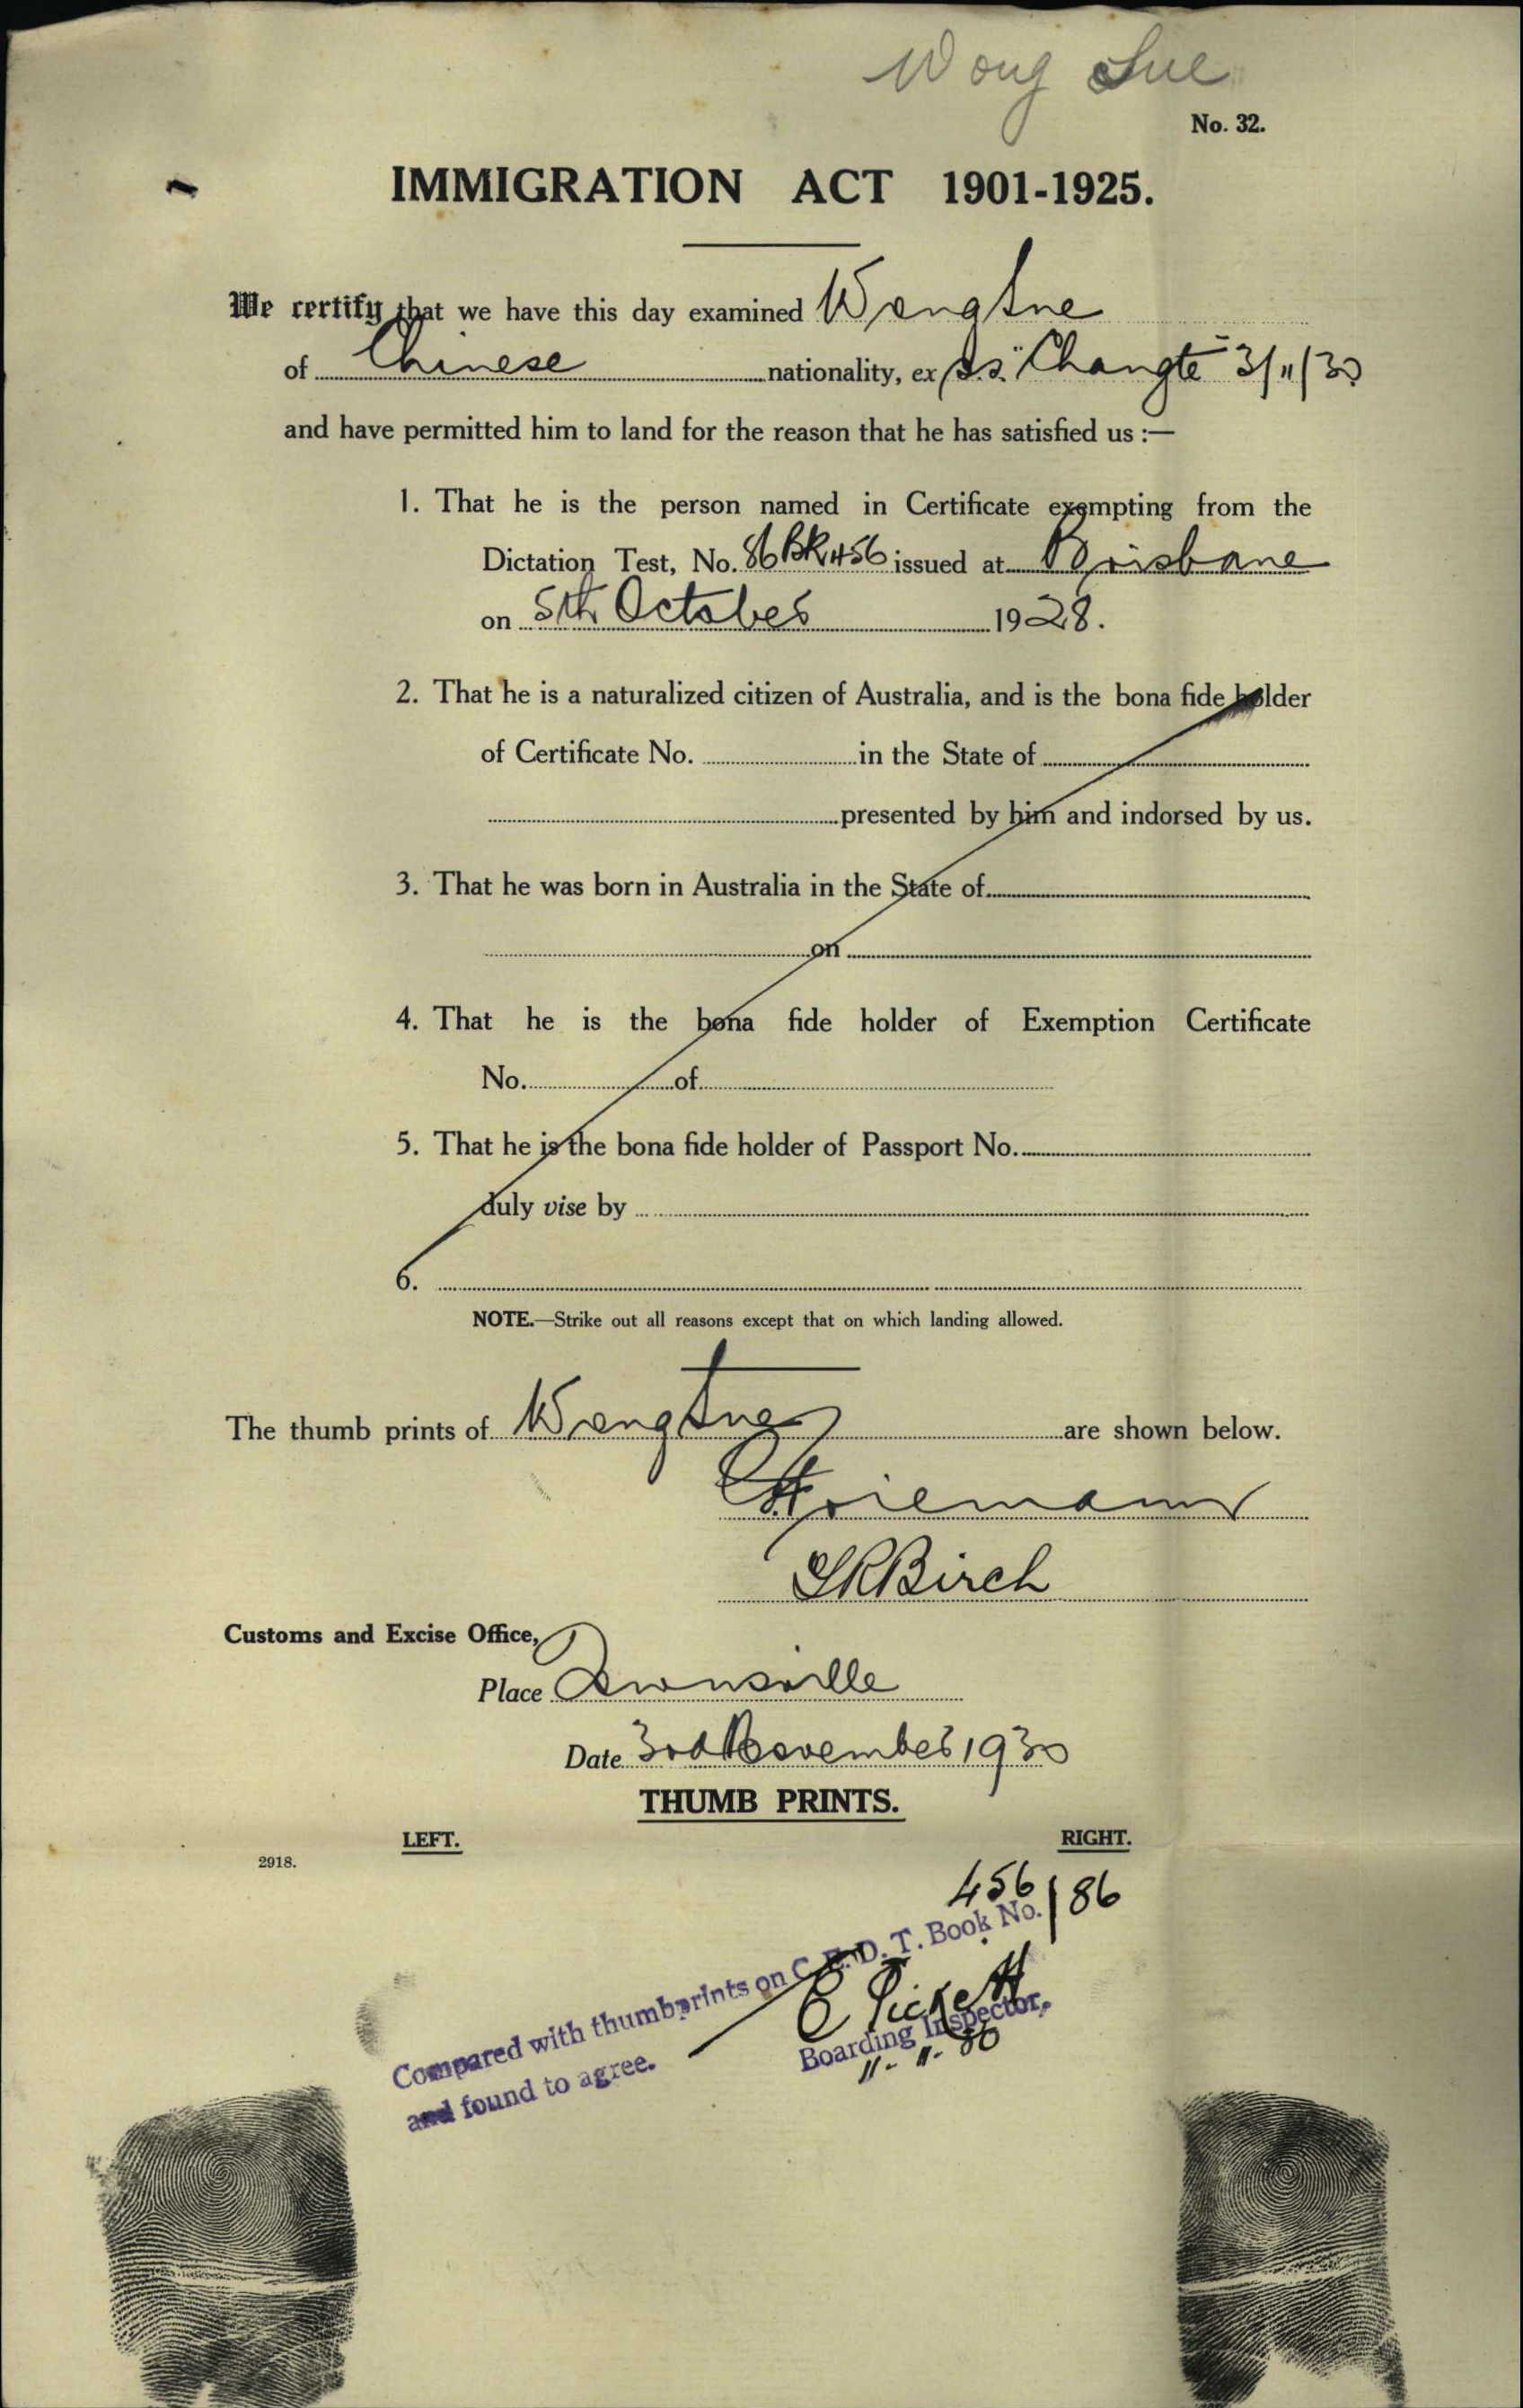 Wong Sue
No. 32.
IMMIGRATION ACT 1901-1925.
We certify that we have this day examined Wong Sue
of Chinese nationality, ex S.S. "Changte" 3/11/30
and have permitted him to land for the reason that he has satisfied us :—
1. That he is the person named in Certificate exempting from the
Dictation Test, No. 86 BK 456 issued at Brisbane
on 5th October 1928.
2. That he is a naturalized citizen of Australia, and is the bona fide holder
of Certificate No. in the State of
presented by him and indorsed by us.
3. That he was born in Australia in the State of
on
4. That he is the bona fide holder of Exemption Certificate
No. of
5. That he is the bona fide holder of Passport No.
duly vise by
6.
NOTE.—Strike out all reasons except that on which landing allowed.
The thumb prints of Wong Sue are shown below.
Birch
Customs and Excise Office,
Place Townsville
Date 3rd November 1930
THUMB PRINTS.
LEFT. RIGHT.
2918.
456/86
Compared with thumbprints on C.E.D.T. Book No.
and found to agree.
E Pickett
Boarding Inspector.
11-11-30